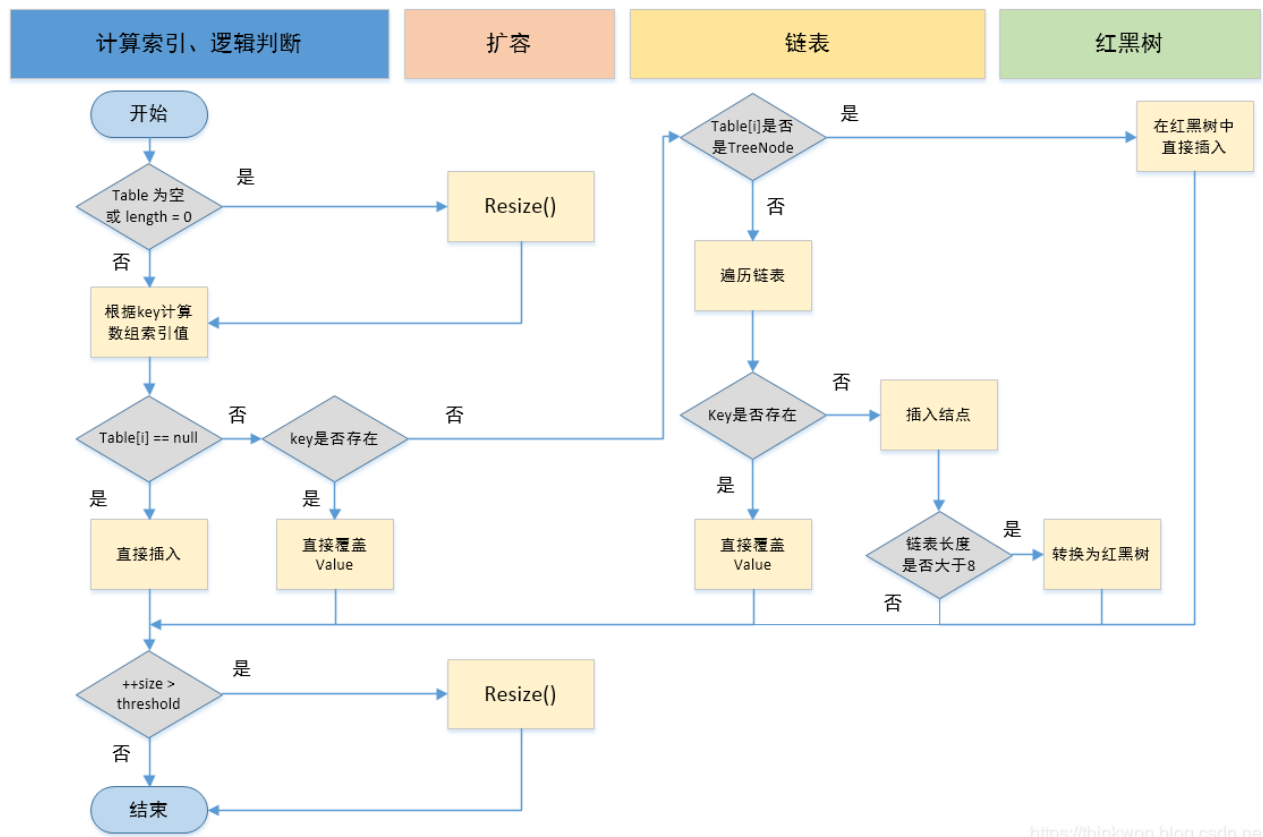 计算索引、逻辑判断
扩容
链表
红黑树
开始
Table 为空
或 length = 0
是
Resize()
否
根据key计算
数组索引值
Table[i] == null
否
key是否存在
否
是
直接插入
是
直接覆盖
Value
Table[i]是否
是TreeNode
是
在红黑树中
直接插入
否
遍历链表
Key是否存在
否
插入结点
是
直接覆盖
Value
链表长度
是否大于8
是
转换为红黑树
否
++size >
threshold
是
Resize()
否
结束
https://thinkwon.blog.csdn.ne